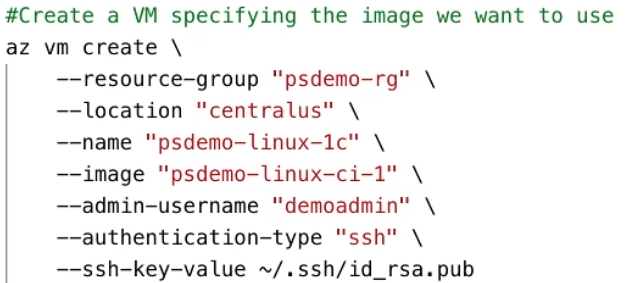 #Create a VM specifying the image we want to use
az vm create \
    --resource-group "psdemo-rg" \
    --location "centralus" \
    --name "psdemo-linux-1c" \
    --image "psdemo-linux-ci-1" \
    --admin-username "demoadmin" \
    --authentication-type "ssh" \
    --ssh-key-value ~/.ssh/id_rsa.pub